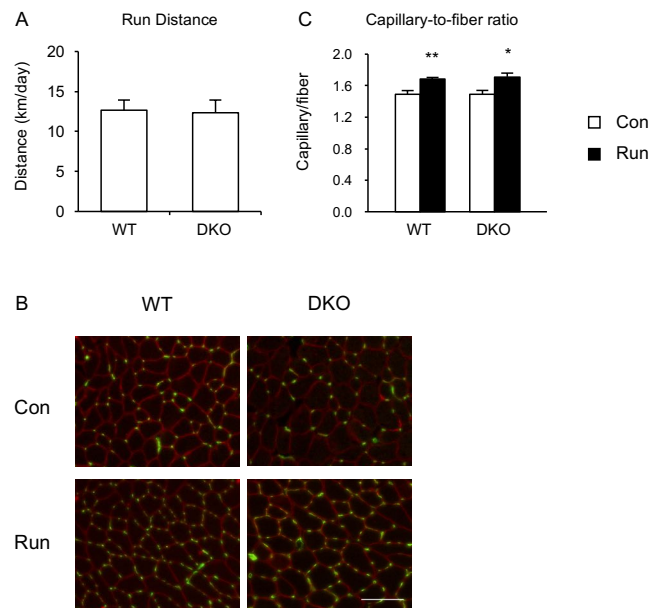 A
Run Distance
Distance (km/day)
20
15
10
5
0
WT
DKO
C
Capillary-to-fiber ratio
Capillary/fiber
2.0
1.6
1.2
0.8
0.4
0.0
**
*
WT
DKO
Con
Run
B
WT
DKO
Con
Run